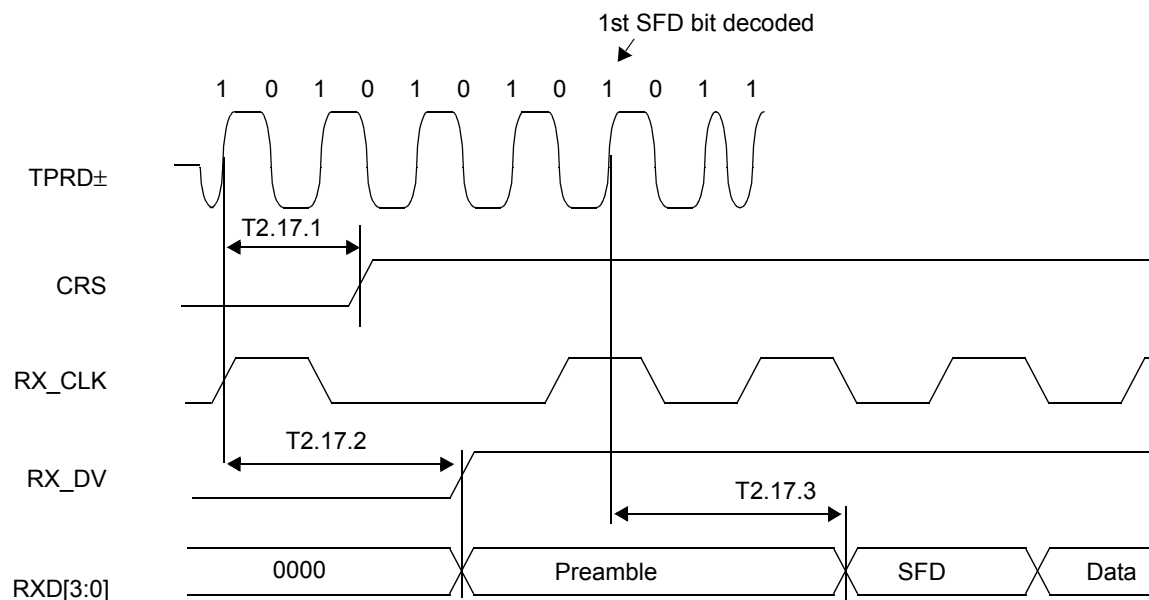 1st SFD bit decoded
1 0 1 0 1 0 1 0 1 0 1 1
TPRD±
T2.17.1
CRS
RX_CLK
T2.17.2
RX_DV
T2.17.3
RXD[3:0]
0000 Preamble SFD Data